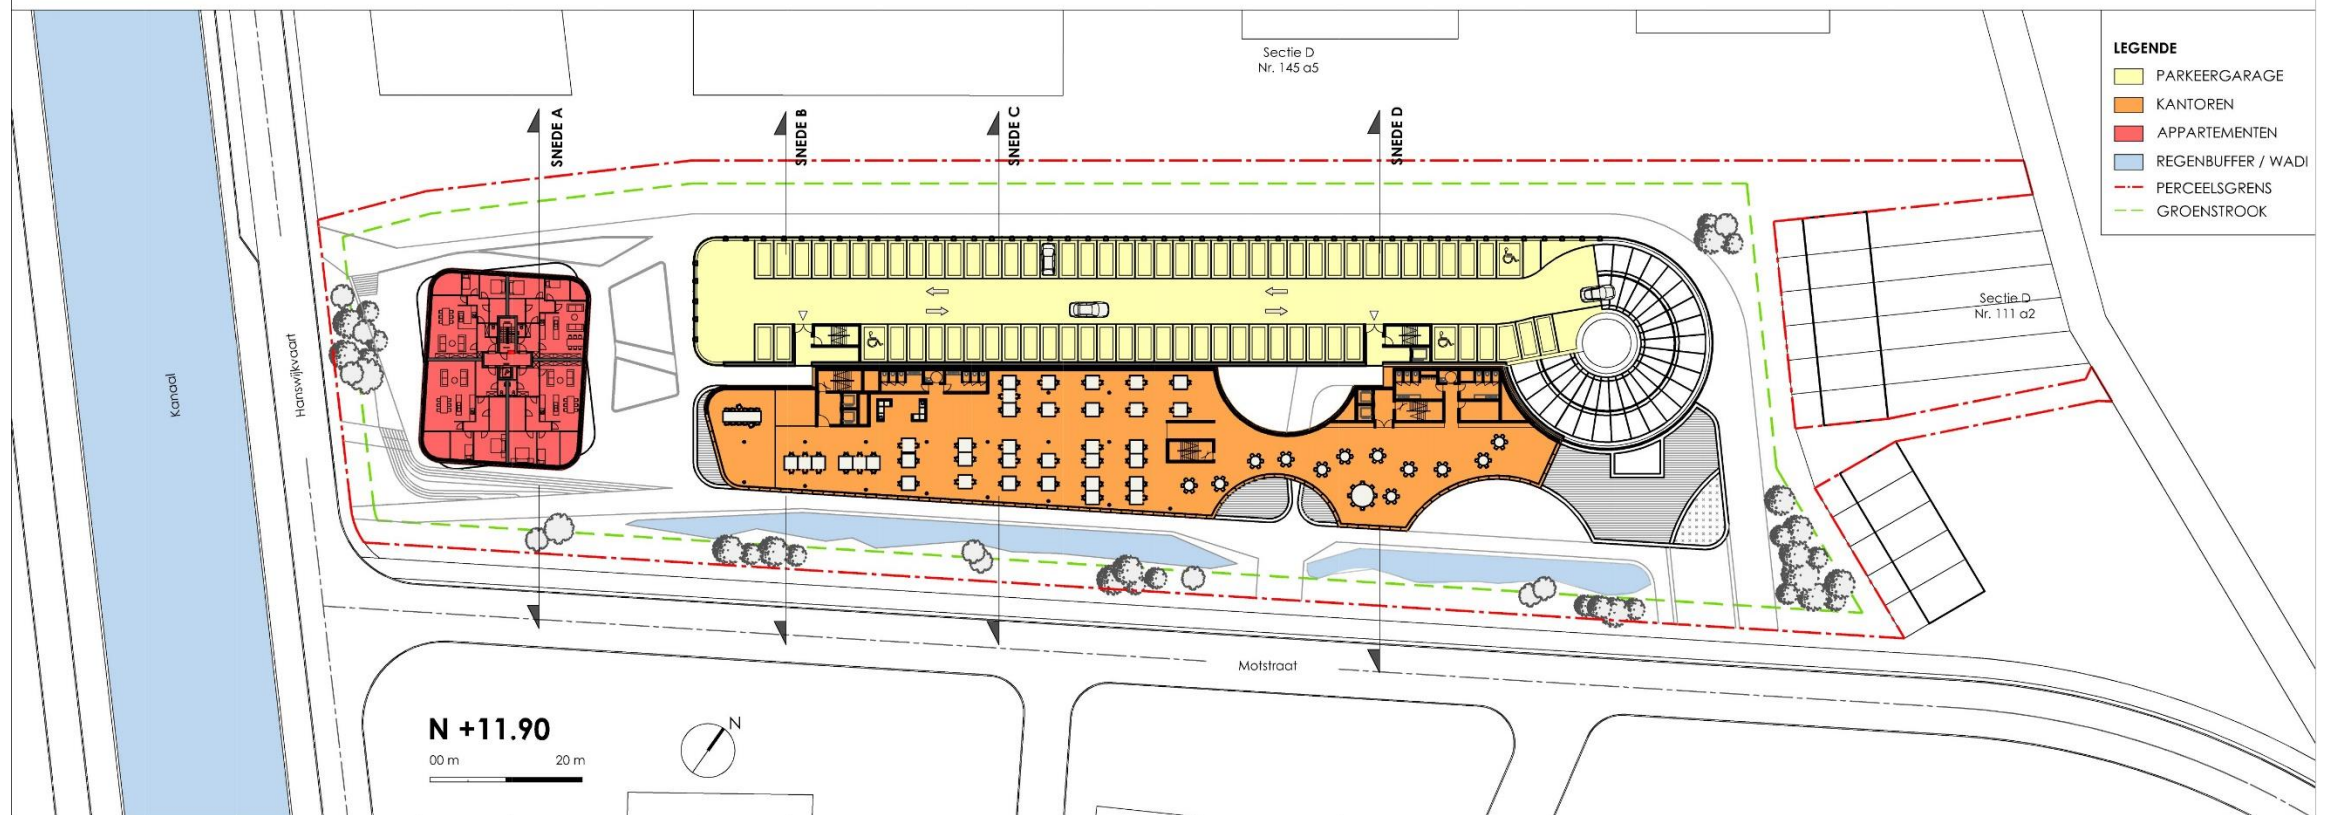 Sectie D
Nr. 145 a5
LEGENDE
PARKEERGARAGE
KANTOREN
APPARTEMENTEN
REGENBUFFER / WADI
PERCEELSGRENS
GROENSTROOK
SNEDE A
SNEDE B
SNEDE C
SNEDE D
Sectie D
Nr. 111 a2
Kanaal
Hanswijkvaart
Motstraat
N +11.90
00 m
20 m
N